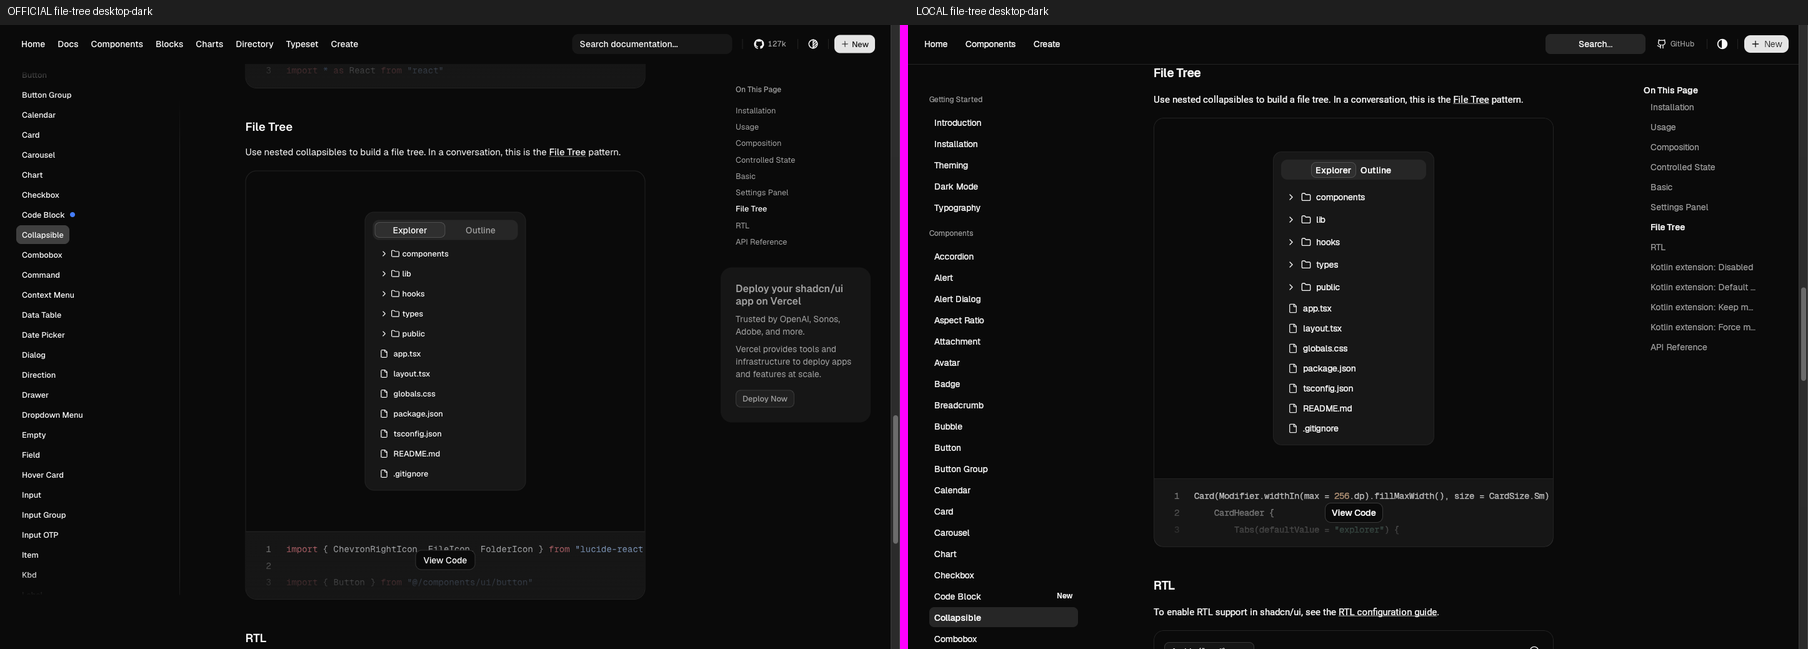 OFFICIAL file-tree desktop-dark
Home Docs Components Blocks Charts Directory Typeset Create
Search documentation...
127k
+ New
Button
Button Group
Calendar
Card
Carousel
Chart
Checkbox
Code Block
Collapsible
Combobox
Command
Context Menu
Data Table
Date Picker
Dialog
Direction
Drawer
Dropdown Menu
Empty
Field
Hover Card
Input
Input Group
Input OTP
Item
Kbd
3 import * as React from "react"
File Tree
Use nested collapsibles to build a file tree. In a conversation, this is the File Tree pattern.
Explorer Outline
components
lib
hooks
types
public
app.tsx
layout.tsx
globals.css
package.json
tsconfig.json
README.md
.gitignore
1 import { ChevronRightIcon, FileIcon, FolderIcon } from "lucide-react
2
View Code
3 import { Button } from "@/components/ui/button"
RTL
On This Page
Installation
Usage
Composition
Controlled State
Basic
Settings Panel
File Tree
RTL
API Reference
Deploy your shadcn/ui
app on Vercel
Trusted by OpenAI, Sonos,
Adobe, and more.
Vercel provides tools and
infrastructure to deploy apps
and features at scale.
Deploy Now
LOCAL file-tree desktop-dark
Home Components Create
Search...
GitHub
+ New
Getting Started
Introduction
Installation
Theming
Dark Mode
Typography
Components
Accordion
Alert
Alert Dialog
Aspect Ratio
Attachment
Avatar
Badge
Breadcrumb
Bubble
Button
Button Group
Calendar
Card
Carousel
Chart
Checkbox
Code Block New
Collapsible
Combobox
File Tree
Use nested collapsibles to build a file tree. In a conversation, this is the File Tree pattern.
Explorer Outline
components
lib
hooks
types
public
app.tsx
layout.tsx
globals.css
package.json
tsconfig.json
README.md
.gitignore
1 Card(Modifier.widthIn(max = 256.dp).fillMaxWidth(), size = CardSize.Sm)
2 CardHeader {
View Code
3 Tabs(defaultValue = "explorer") {
RTL
To enable RTL support in shadcn/ui, see the RTL configuration guide.
On This Page
Installation
Usage
Composition
Controlled State
Basic
Settings Panel
File Tree
RTL
Kotlin extension: Disabled
Kotlin extension: Default ...
Kotlin extension: Keep m...
Kotlin extension: Force m...
API Reference